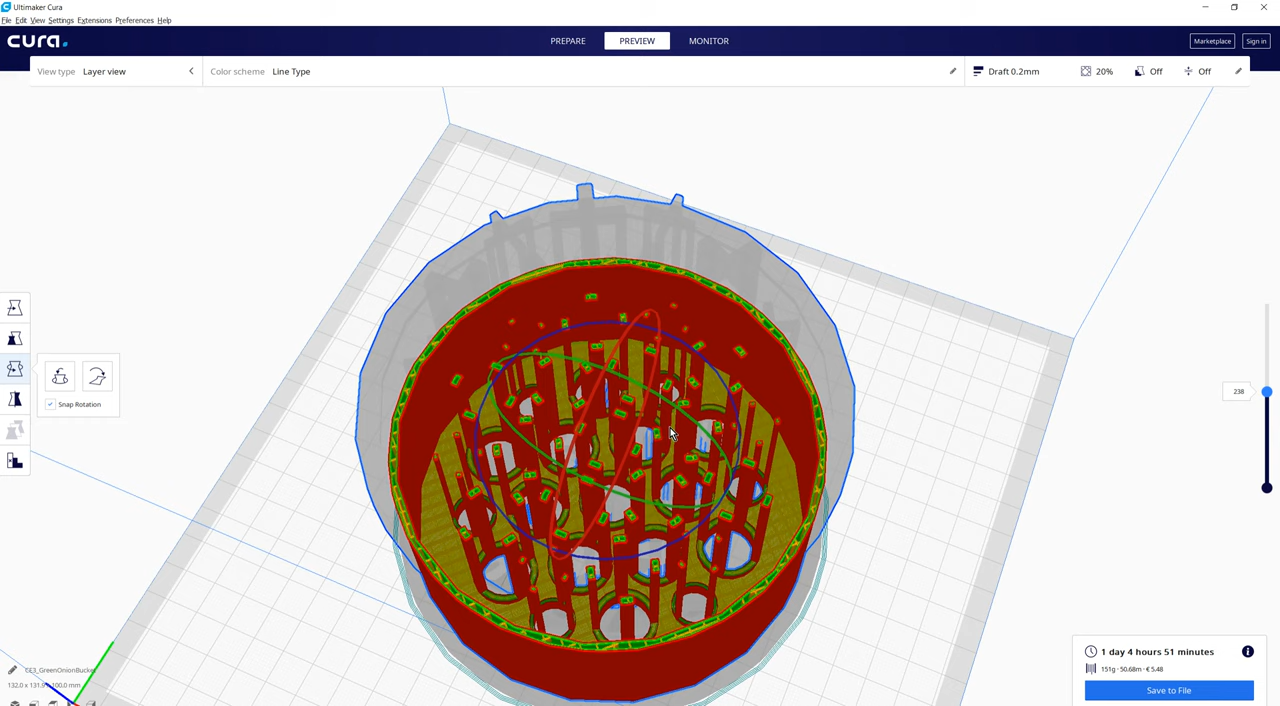 Ultimaker Cura
File Edit View Settings Extensions Preferences Help
cura.
PREPARE PREVIEW MONITOR
Marketplace Sign in
View type Layer view Color scheme Line Type Draft 0.2mm 20% Off Off
Snap Rotation
238
CE3_GreenOnionBucke
132.0 x 131.9 100.0 mm
1 day 4 hours 51 minutes
151g · 50.68m · € 5.48
Save to File